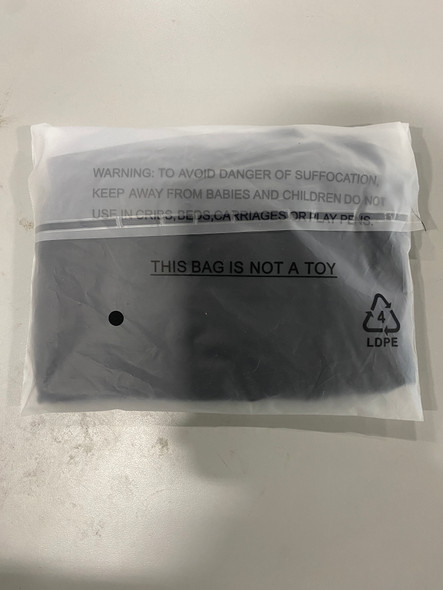 WARNING: TO AVOID DANGER OF SUFFOCATION,
KEEP AWAY FROM BABIES AND CHILDREN DO NOT
USE IN CRIPS, BEDS, CARRIAGES OR PLAY PENS.
THIS BAG IS NOT A TOY
4
LDPE